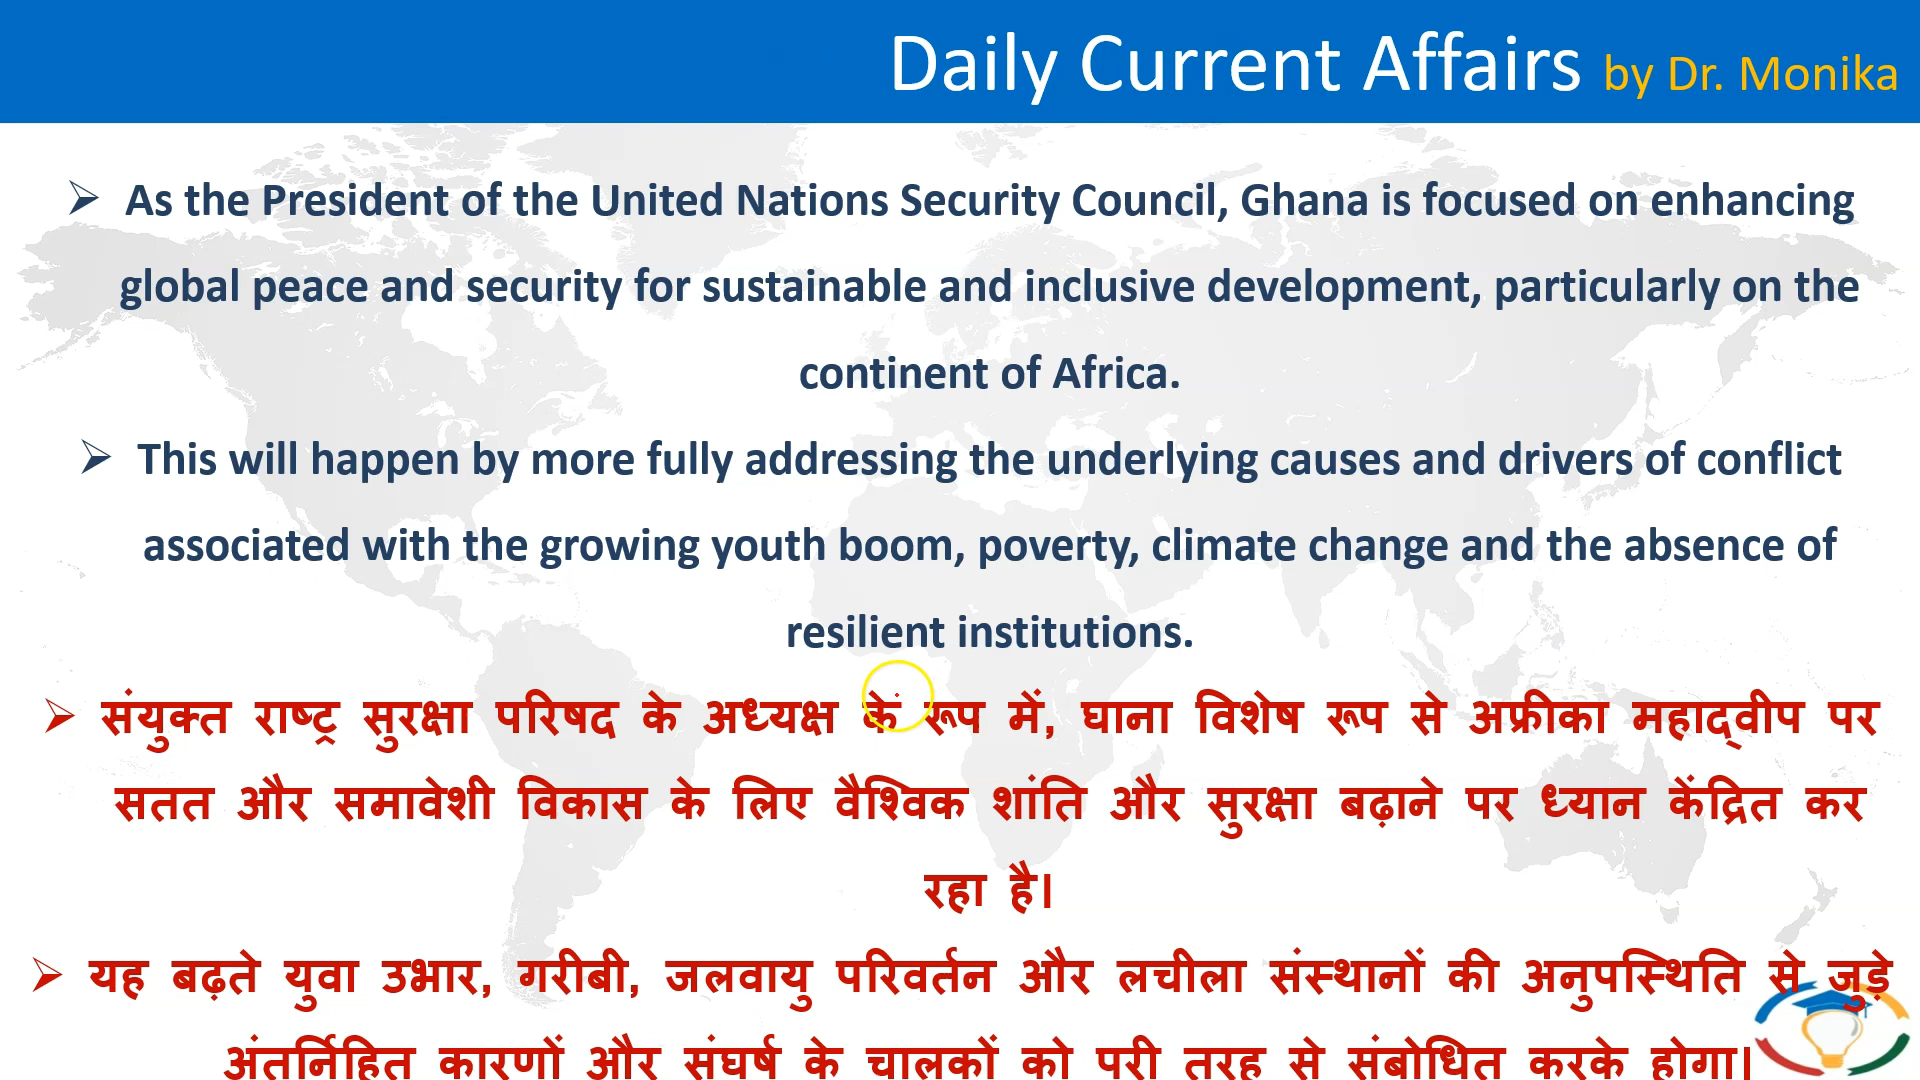 Daily Current Affairs by Dr. Monika
➢ As the President of the United Nations Security Council, Ghana is focused on enhancing
global peace and security for sustainable and inclusive development, particularly on the
continent of Africa.
➢ This will happen by more fully addressing the underlying causes and drivers of conflict
associated with the growing youth boom, poverty, climate change and the absence of
resilient institutions.
➢ संयुक्त राष्ट्र सुरक्षा परिषद के अध्यक्ष के रूप में, घाना विशेष रूप से अफ्रीका महाद्वीप पर
सतत और समावेशी विकास के लिए वैश्विक शांति और सुरक्षा बढ़ाने पर ध्यान केंद्रित कर
रहा है।
➢ यह बढ़ते युवा उभार, गरीबी, जलवायु परिवर्तन और लचीला संस्थानों की अनुपस्थिति से जुड़े
अंतर्निहित कारणों और संघर्ष के चालकों को परी तरह से संबोधित करके होगा।